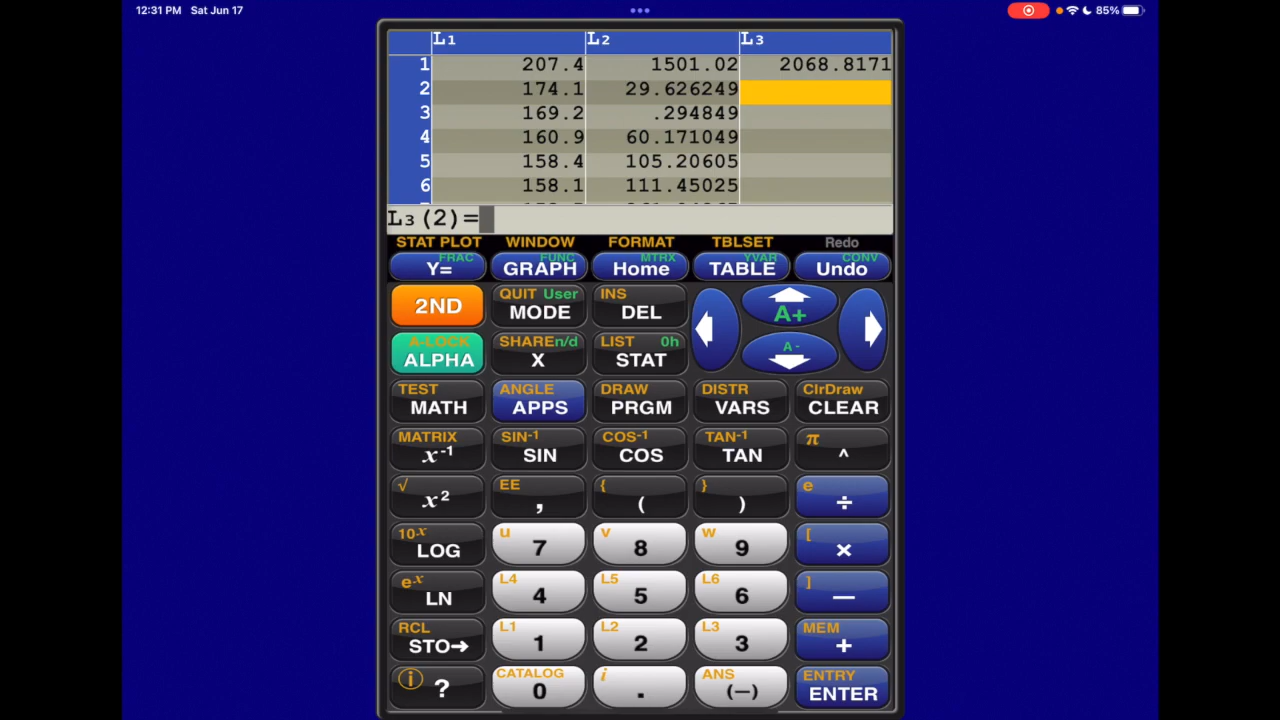 12:31 PM Sat Jun 17
85%
L1 L2 L3
1 207.4 1501.02 2068.8171
2 174.1 29.626249
3 169.2 .294849
4 160.9 60.171049
5 158.4 105.20605
6 158.1 111.45025
L3(2)=
STAT PLOT WINDOW FORMAT TBLSET Redo
FRAC FUNC MTRX YVAR CONV
Y= GRAPH Home TABLE Undo
QUIT User INS
2ND MODE DEL A+
A-LOCK SHARE n/d LIST 0h A-
ALPHA X STAT
TEST ANGLE DRAW DISTR ClrDraw
MATH APPS PRGM VARS CLEAR
MATRIX SIN-1 COS-1 TAN-1 π
x-1 SIN COS TAN ^
√ EE { } e
x2 , ( ) ÷
10x u v w [
LOG 7 8 9 ×
ex L4 L5 L6 ]
LN 4 5 6 —
RCL L1 L2 L3 MEM
STO→ 1 2 3 +
i CATALOG i ANS ENTRY
? 0 . (—) ENTER